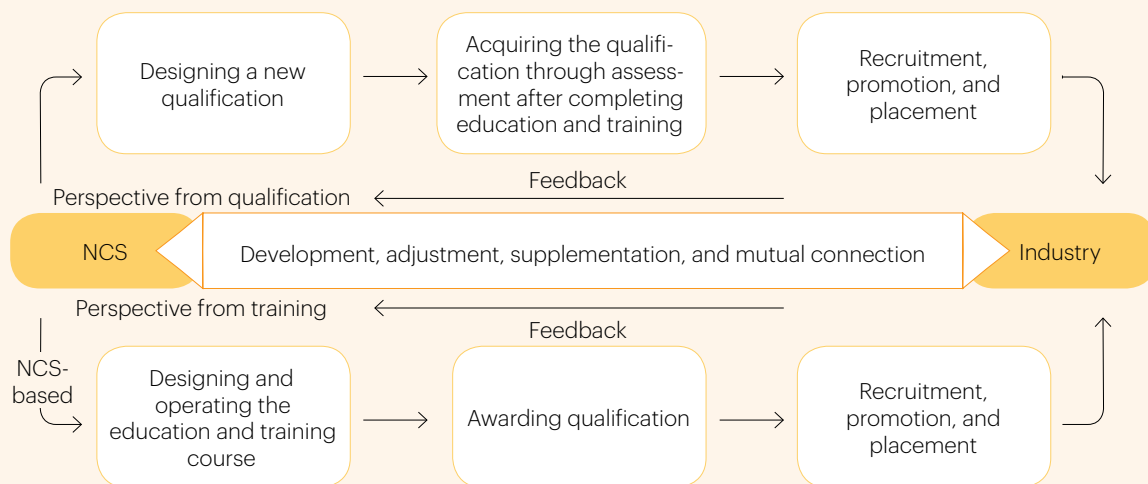 Designing a new
qualification
Acquiring the qualifi-
cation through assess-
ment after completing
education and training
Recruitment,
promotion, and
placement
Perspective from qualification
Feedback
NCS
Development, adjustment, supplementation, and mutual connection
Industry
Perspective from training
Feedback
NCS-
based
Designing and
operating the
education and training
course
Awarding qualification
Recruitment,
promotion, and
placement